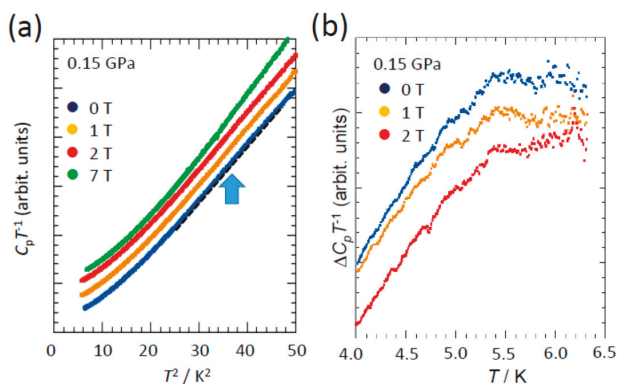 (a)
0.15 GPa
0 T
1 T
2 T
7 T
CpT⁻¹ (arbit. units)
0 10 20 30 40 50
T² / K²
(b)
0.15 GPa
0 T
1 T
2 T
ΔCpT⁻¹ (arbit. units)
4.0 4.5 5.0 5.5 6.0 6.5
T / K